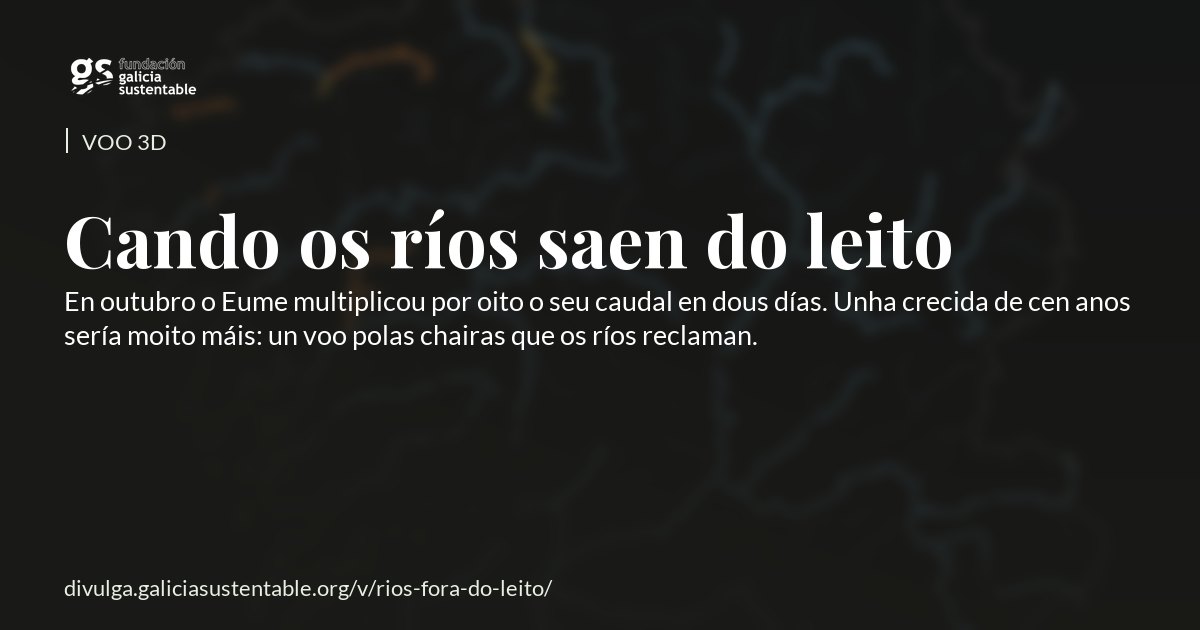 gs fundación
galicia
sustentable
VOO 3D
Cando os ríos saen do leito
En outubro o Eume multiplicou por oito o seu caudal en dous días. Unha crecida de cen anos
sería moito máis: un voo polas chairas que os ríos reclaman.
divulga.galiciasustentable.org/v/rios-fora-do-leito/